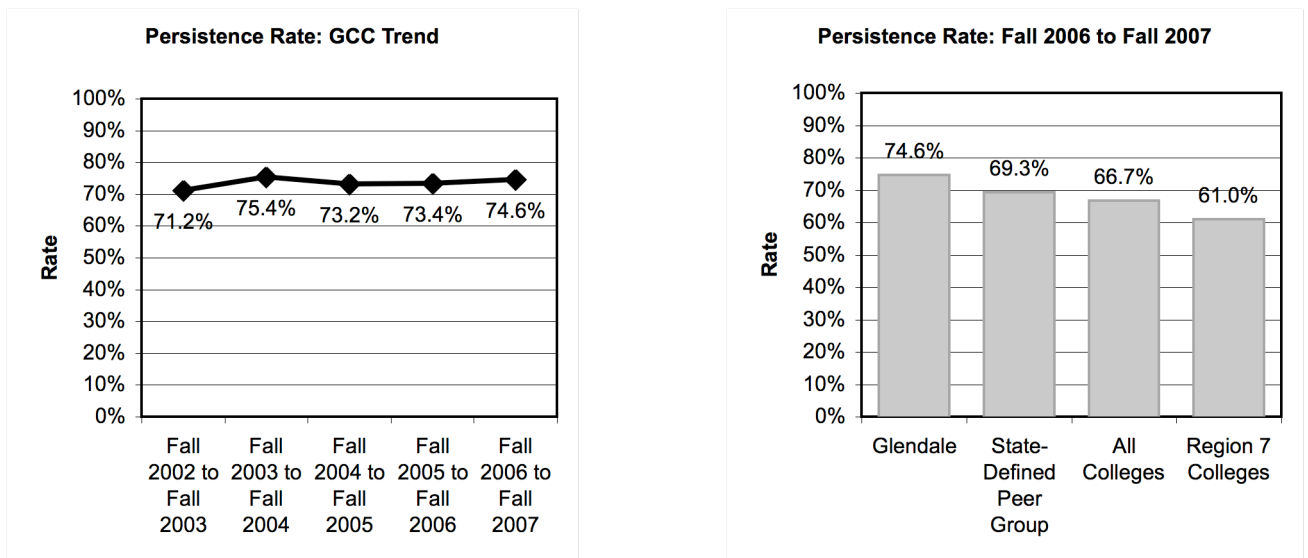 Persistence Rate: GCC Trend
100%
90%
80%
70%
60%
50%
40%
30%
20%
10%
0%
Rate
71.2%
75.4%
73.2%
73.4%
74.6%
Fall
2002 to
Fall
2003
Fall
2003 to
Fall
2004
Fall
2004 to
Fall
2005
Fall
2005 to
Fall
2006
Fall
2006 to
Fall
2007
Persistence Rate: Fall 2006 to Fall 2007
100%
90%
80%
70%
60%
50%
40%
30%
20%
10%
0%
Rate
74.6%
69.3%
66.7%
61.0%
Glendale
State-
Defined
Peer
Group
All
Colleges
Region 7
Colleges